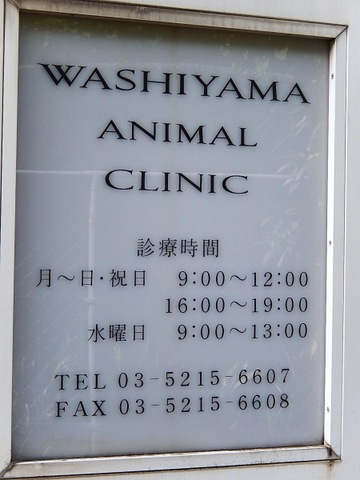 WASHIYAMA
ANIMAL
CLINIC
診療時間
月～日·祝日 9:00～12:00
16:00～19:00
水曜日 9:00～13:00
TEL 03-5215-6607
FAX 03-5215-6608